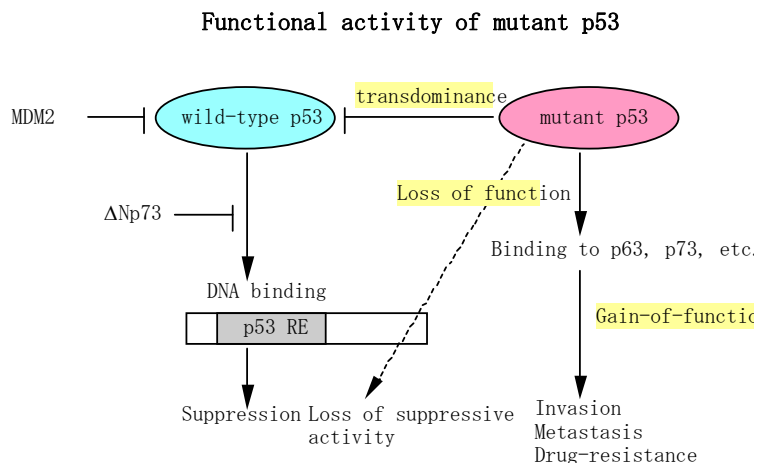 Functional activity of mutant p53
transdominance
MDM2
wild-type p53
mutant p53
Loss of function
ΔNp73
Binding to p63, p73, etc.
DNA binding
Gain-of-functio
p53 RE
Suppression
Loss of suppressive
activity
Invasion
Metastasis
Drug-resistance